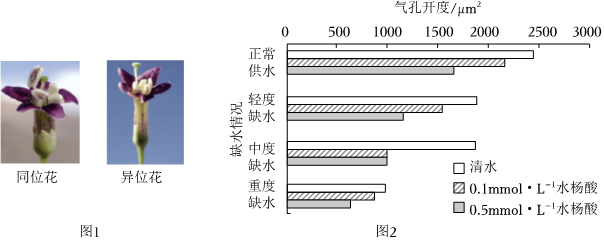 同位花
异位花
图1
气孔开度/μm²
0 500 1000 1500 2000 2500 3000
缺水情况
正常
供水
轻度
缺水
中度
缺水
重度
缺水
清水
0.1mmol·L⁻¹水杨酸
0.5mmol·L⁻¹水杨酸
图2